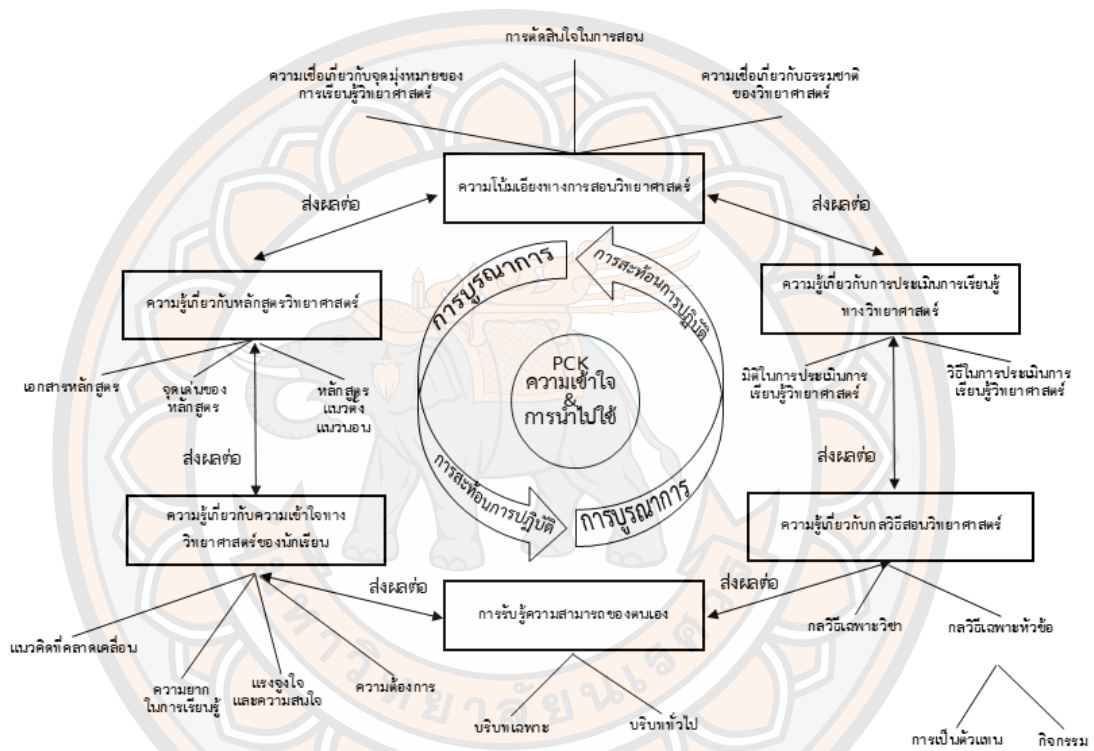 การตัดสินใจในการสอน
ความเชื่อเกี่ยวกับจุดมุ่งหมายของ
การเรียนรู้วิทยาศาสตร์
ความเชื่อเกี่ยวกับธรรมชาติ
ของวิทยาศาสตร์
ความโน้มเอียงทางการสอนวิทยาศาสตร์
ส่งผลต่อ
ส่งผลต่อ
ความรู้เกี่ยวกับหลักสูตรวิทยาศาสตร์
การบูรณาการ
การสะท้อนการปฏิบัติ
ความรู้เกี่ยวกับการประเมินการเรียนรู้
ทางวิทยาศาสตร์
เอกสารหลักสูตร
จุดเด่นของ
หลักสูตร
หลักสูตร
แนวตั้ง
แนวนอน
PCK
ความเข้าใจ
&
การนำไปใช้
มิติในการประเมินการ
เรียนรู้วิทยาศาสตร์
วิธีในการประเมินการ
เรียนรู้วิทยาศาสตร์
ส่งผลต่อ
ส่งผลต่อ
ความรู้เกี่ยวกับความเข้าใจทาง
วิทยาศาสตร์ของนักเรียน
การสะท้อนการปฏิบัติ
การบูรณาการ
ความรู้เกี่ยวกับกลวิธีสอนวิทยาศาสตร์
ส่งผลต่อ
การรับรู้ความสามารถของตนเอง
ส่งผลต่อ
แนวคิดที่คลาดเคลื่อน
ความยาก
ในการเรียนรู้
แรงจูงใจ
และความสนใจ
ความต้องการ
บริบทเฉพาะ
บริบททั่วไป
กลวิธีเฉพาะวิชา
กลวิธีเฉพาะหัวข้อ
การเป็นตัวแทน
กิจกรรม
มหาวิทยาลัยนเรศวร